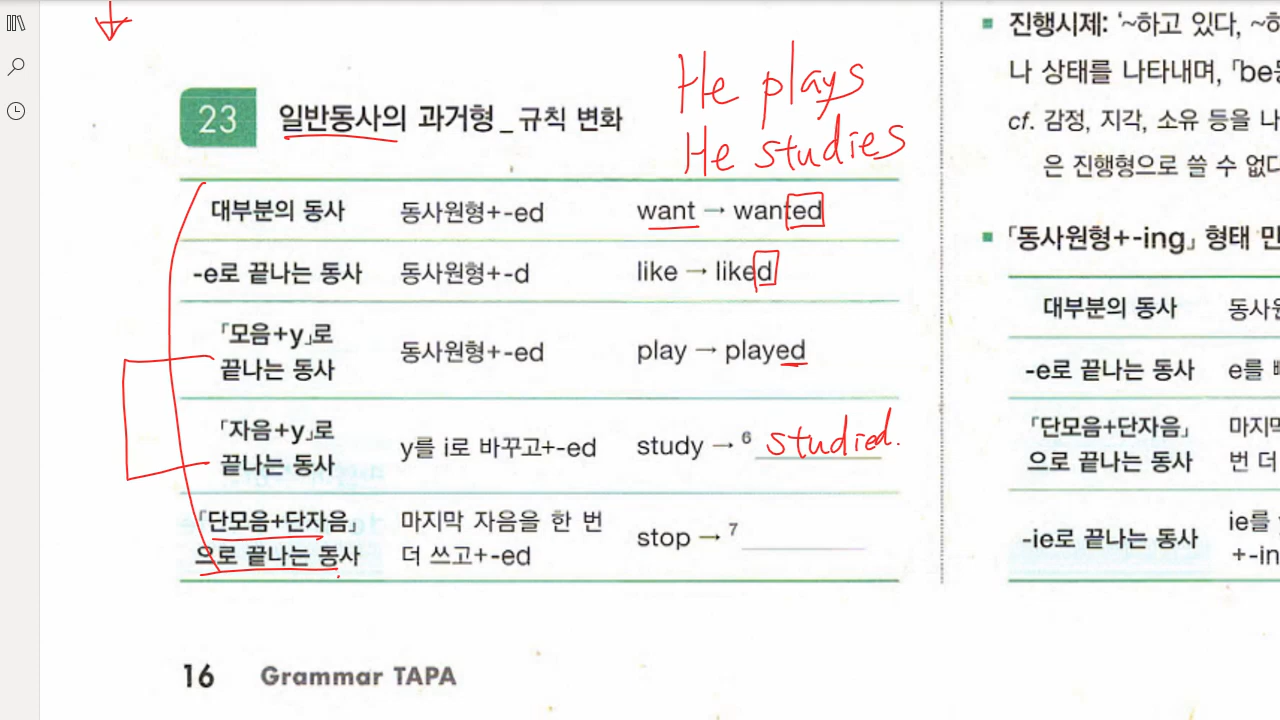 He plays
He studies
23 일반동사의 과거형 _ 규칙 변화
대부분의 동사 동사원형+-ed want → wanted
-e로 끝나는 동사 동사원형+-d like → liked
「모음+y」로
끝나는 동사 동사원형+-ed play → played
「자음+y」로
끝나는 동사 y를 i로 바꾸고+-ed study → 6 studied.
「단모음+단자음」
으로 끝나는 동사 마지막 자음을 한 번
더 쓰고+-ed stop → 7
16 Grammar TAPA
진행시제: ‘~하고 있다, ~
나 상태를 나타내며, 「be
cf. 감정, 지각, 소유 등을 나
은 진행형으로 쓸 수 없
「동사원형+-ing」 형태 만
대부분의 동사
-e로 끝나는 동사 e를
「단모음+단자음」 마지
으로 끝나는 동사 번 더
-ie로 끝나는 동사 ie를
+-in